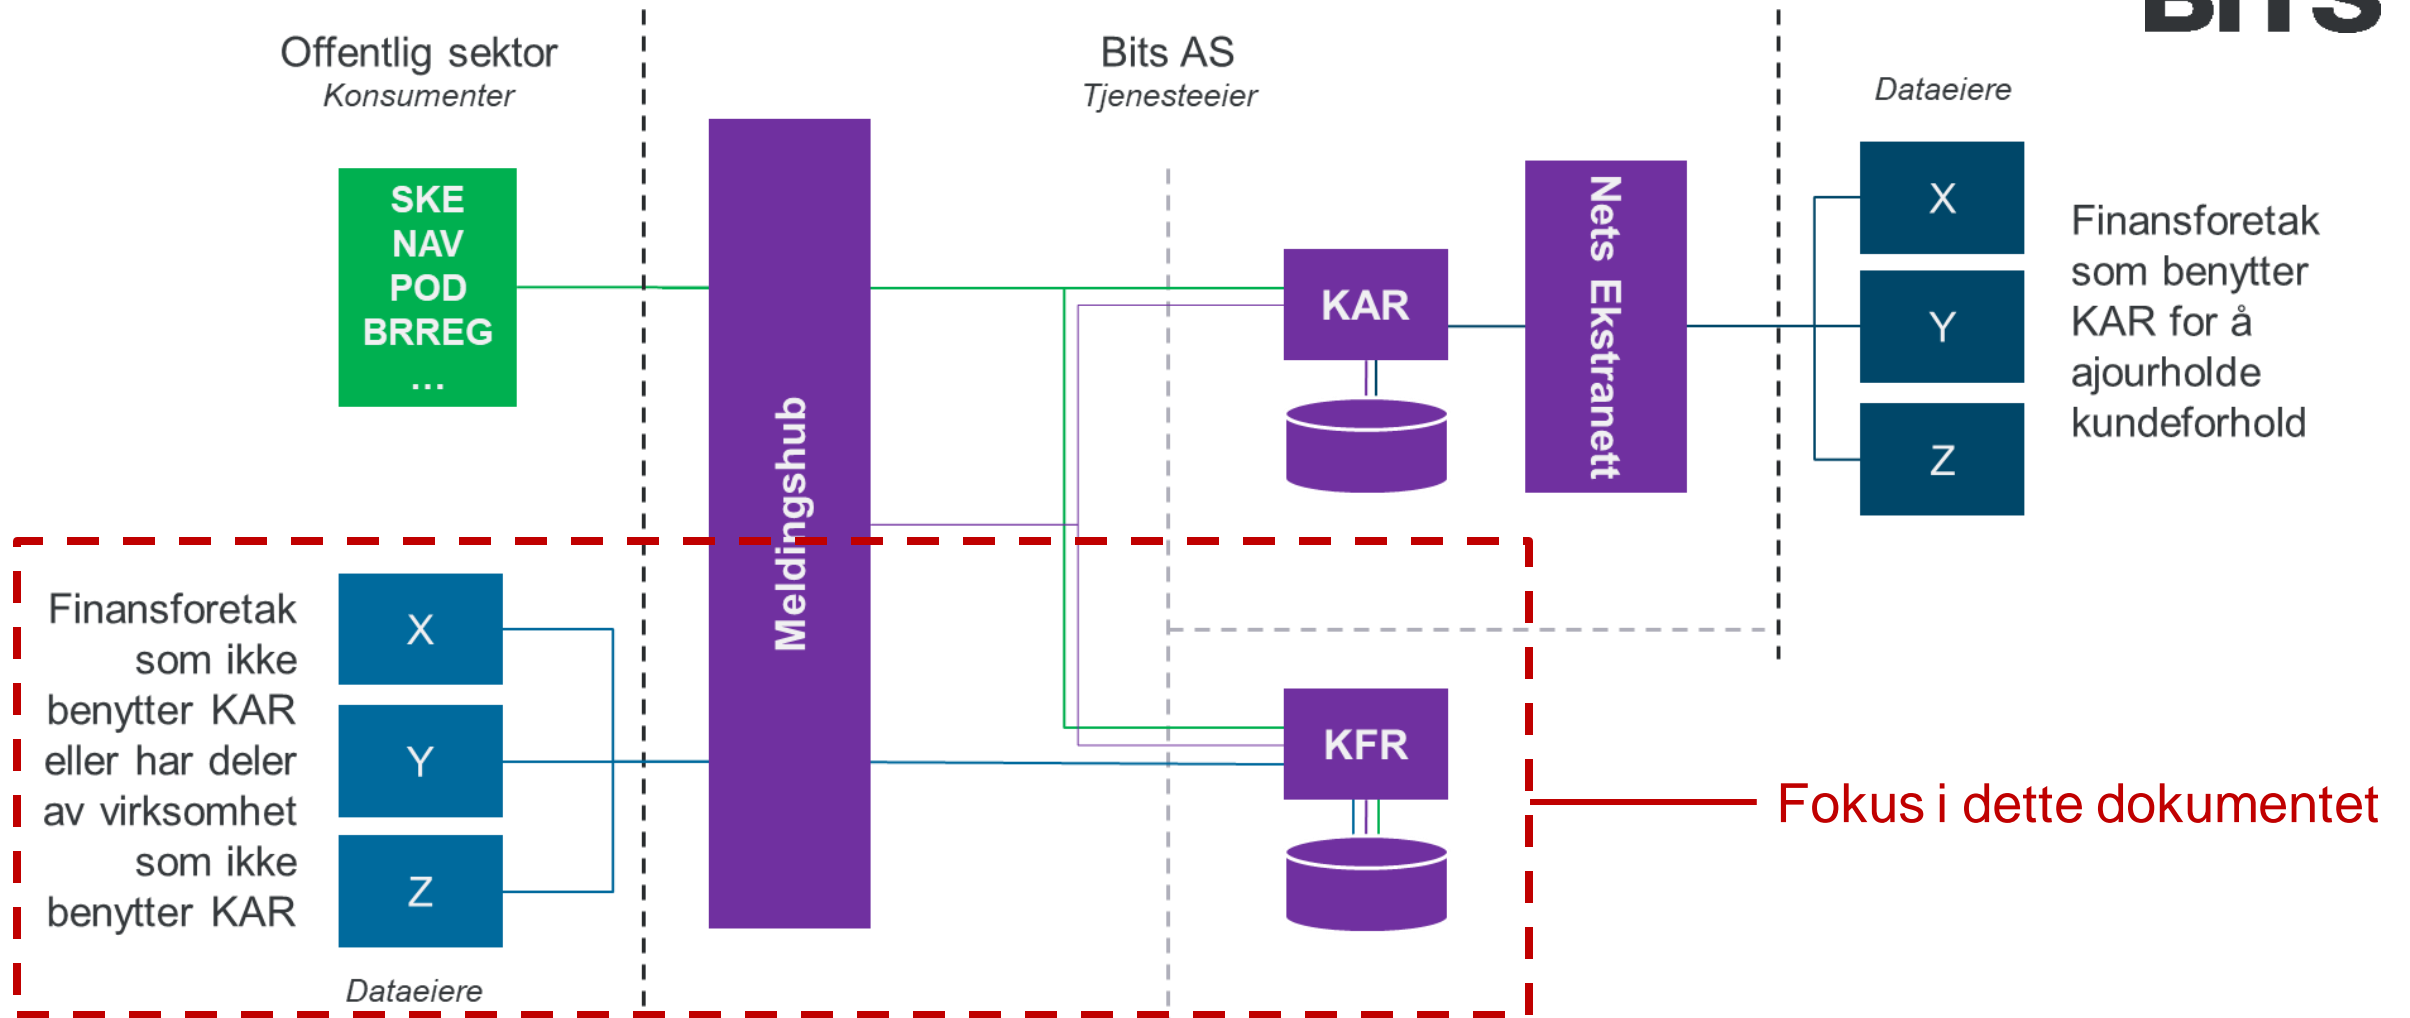 BITS
Offentlig sektor
Konsumenter
Bits AS
Tjenesteeier
Dataeiere
SKE
NAV
POD
BRREG
...
Meldingshub
KAR
Nets Ekstranett
X
Y
Z
Finansforetak
som benytter
KAR for å
ajourholde
kundeforhold
Finansforetak
som ikke
benytter KAR
eller har deler
av virksomhet
som ikke
benytter KAR
X
Y
Z
Dataeiere
KFR
Fokus i dette dokumentet